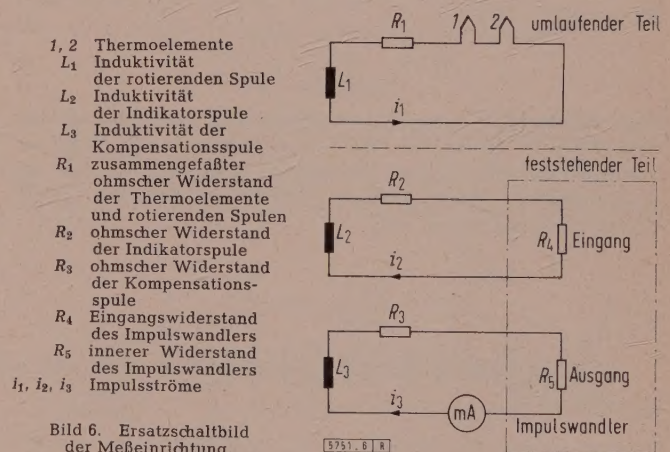 1, 2 Thermoelemente
L₁ Induktivität
der rotierenden Spule
L₂ Induktivität
der Indikatorspule
L₃ Induktivität der
Kompensationsspule
R₁ zusammengefaßter
ohmscher Widerstand
der Thermoelemente
und rotierenden Spulen
R₂ ohmscher Widerstand
der Indikatorspule
R₃ ohmscher Widerstand
der Kompensations-
spule
R₄ Eingangswiderstand
des Impulswandlers
R₅ innerer Widerstand
des Impulswandlers
i₁, i₂, i₃ Impulsströme
Bild 6. Ersatzschaltbild
der Meßeinrichtung
R₁ 1 2 umlaufender Teil
L₁
i₁
feststehender Teil
R₂
L₂ R₄ Eingang
i₂
R₃
L₃ R₅ Ausgang
i₃
mA
Impulswandler
5751.6 R